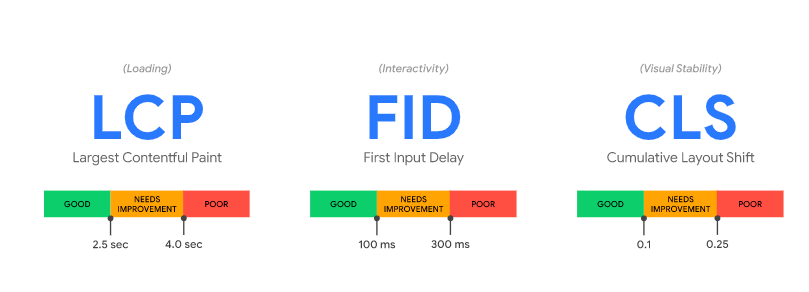 (Loading)
LCP
Largest Contentful Paint
GOOD
NEEDS
IMPROVEMENT
POOR
2.5 sec
4.0 sec
(Interactivity)
FID
First Input Delay
GOOD
NEEDS
IMPROVEMENT
POOR
100 ms
300 ms
(Visual Stability)
CLS
Cumulative Layout Shift
GOOD
NEEDS
IMPROVEMENT
POOR
0.1
0.25